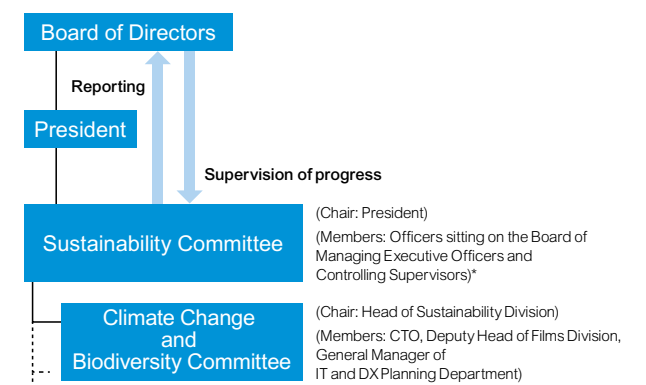 Board of Directors
Reporting
President
Supervision of progress
Sustainability Committee
(Chair: President)
(Members: Officers sitting on the Board of
Managing Executive Officers and
Controlling Supervisors)*
Climate Change
and
Biodiversity Committee
(Chair: Head of Sustainability Division)
(Members: CTO, Deputy Head of Films Division,
General Manager of
IT and DX Planning Department)